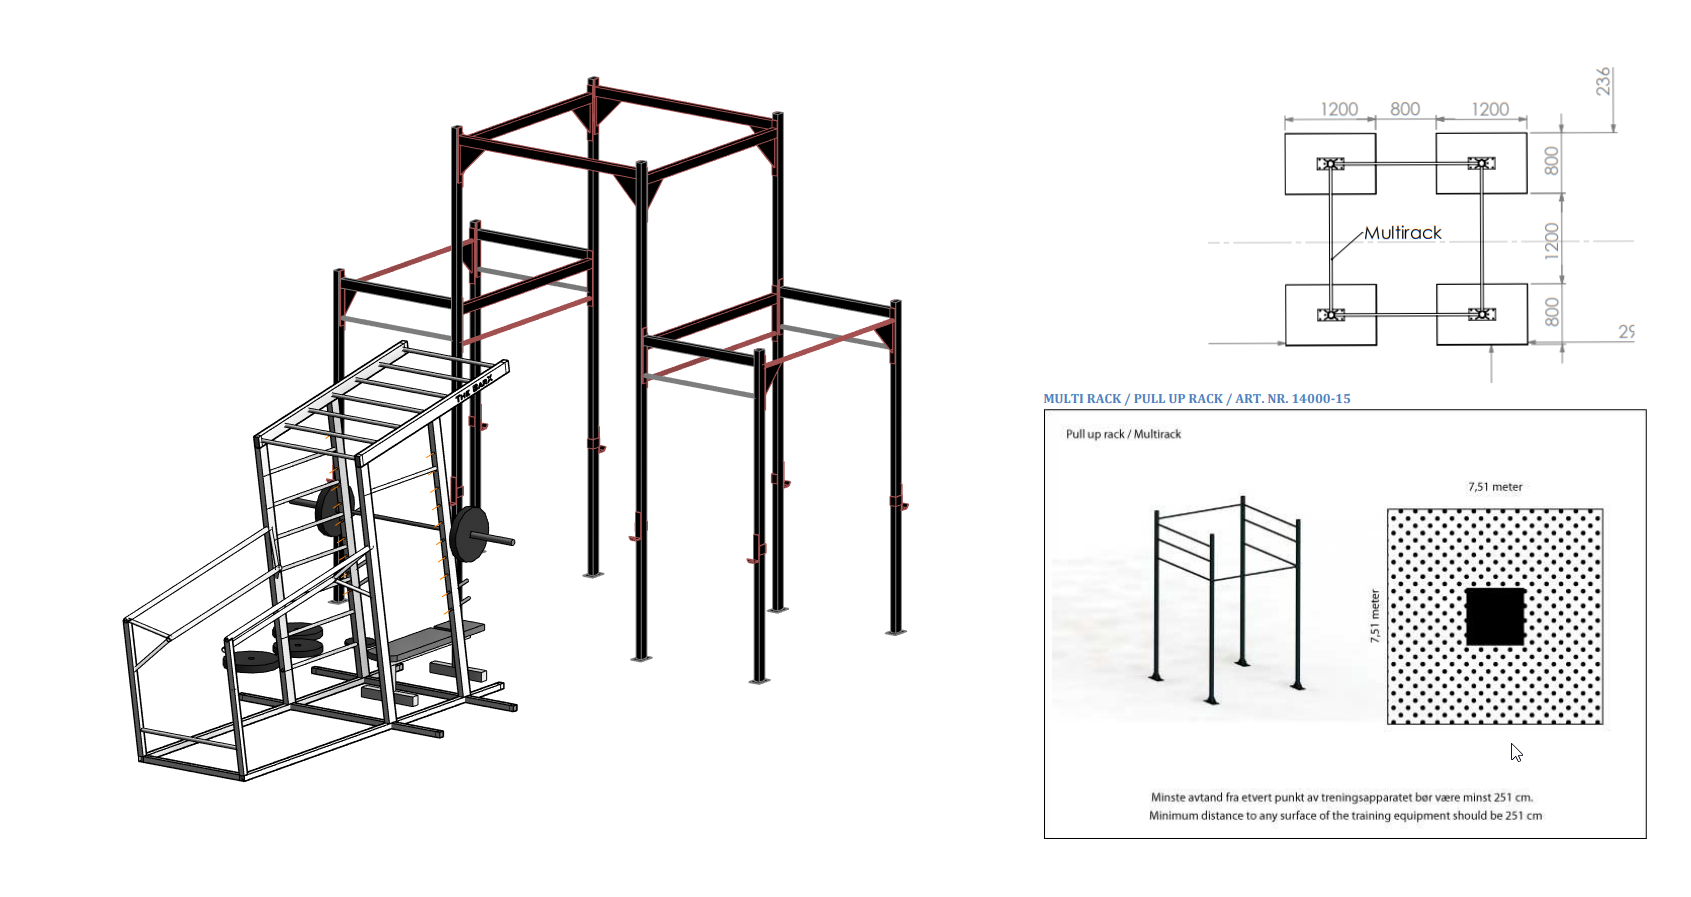 THE BARX
236
1200
800
1200
800
Multirack
1200
800
MULTI RACK / PULL UP RACK / ART. NR. 14000-15
Pull up rack / Multirack
7,51 meter
7,51 meter
Minste avtand fra etvert punkt av treningsapparatet bør være minst 251 cm.
Minimum distance to any surface of the training equipment should be 251 cm